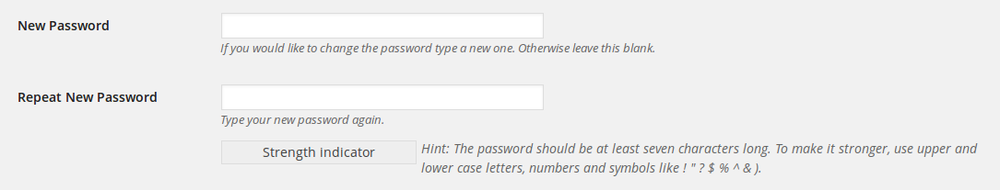 New Password
If you would like to change the password type a new one. Otherwise leave this blank.
Repeat New Password
Type your new password again.
Strength indicator
Hint: The password should be at least seven characters long. To make it stronger, use upper and
lower case letters, numbers and symbols like ! " ? $ % ^ & ).